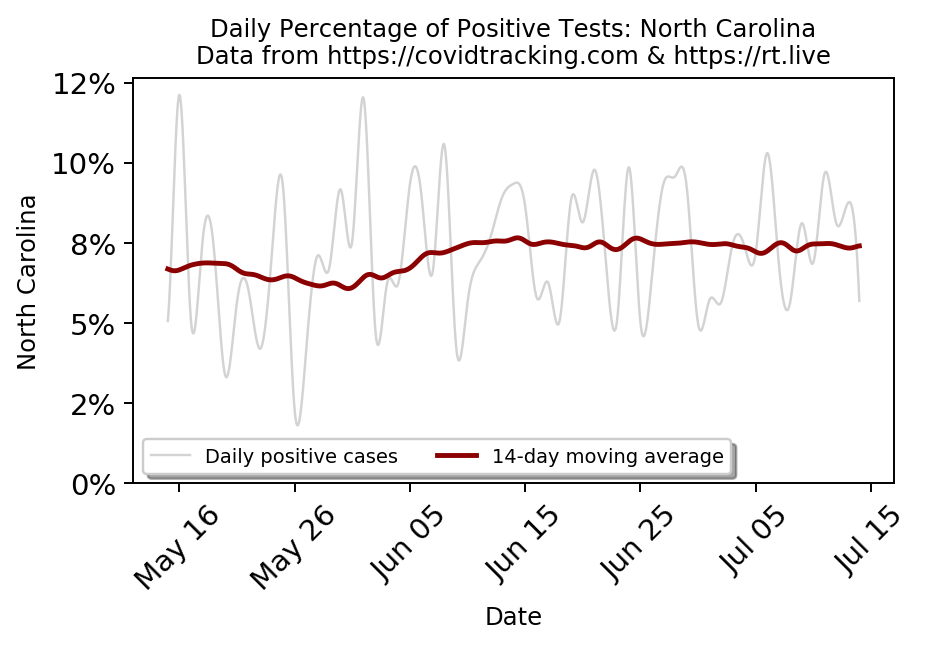 Daily Percentage of Positive Tests: North Carolina
Data from https://covidtracking.com & https://rt.live
12%
10%
8%
5%
2%
0%
North Carolina
Daily positive cases
14-day moving average
May 16
May 26
Jun 05
Jun 15
Jun 25
Jul 05
Jul 15
Date